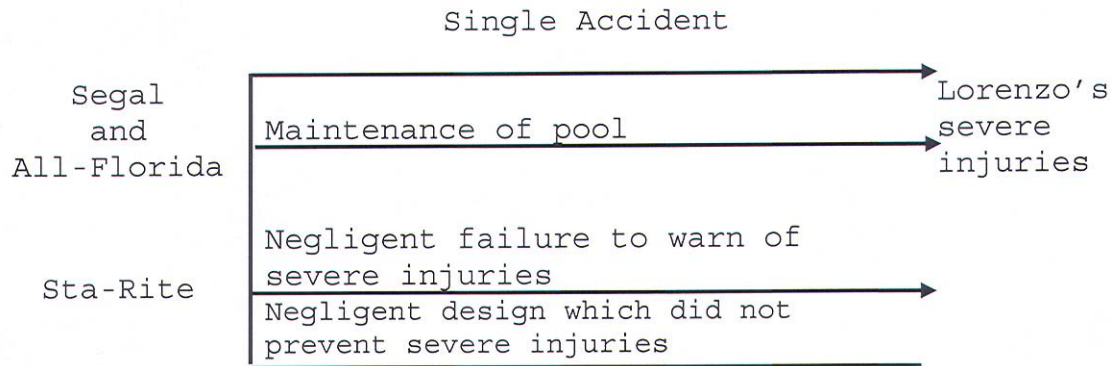 Single Accident
Segal
and
All-Florida
Maintenance of pool
Lorenzo's
severe
injuries
Sta-Rite
Negligent failure to warn of
severe injuries
Negligent design which did not
prevent severe injuries